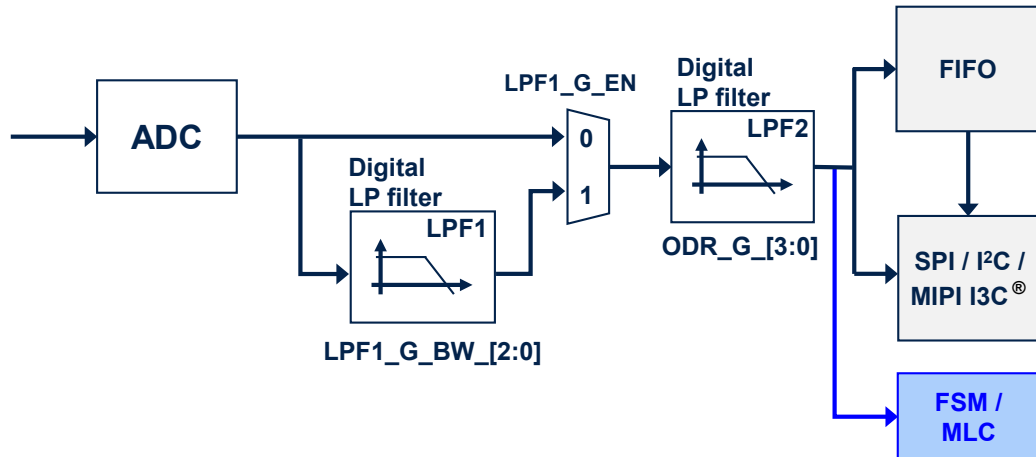 ADC
Digital
LP filter
LPF1
LPF1_G_BW_[2:0]
LPF1_G_EN
0
1
Digital
LP filter
LPF2
ODR_G_[3:0]
FIFO
SPI / I²C /
MIPI I3C ®
FSM /
MLC